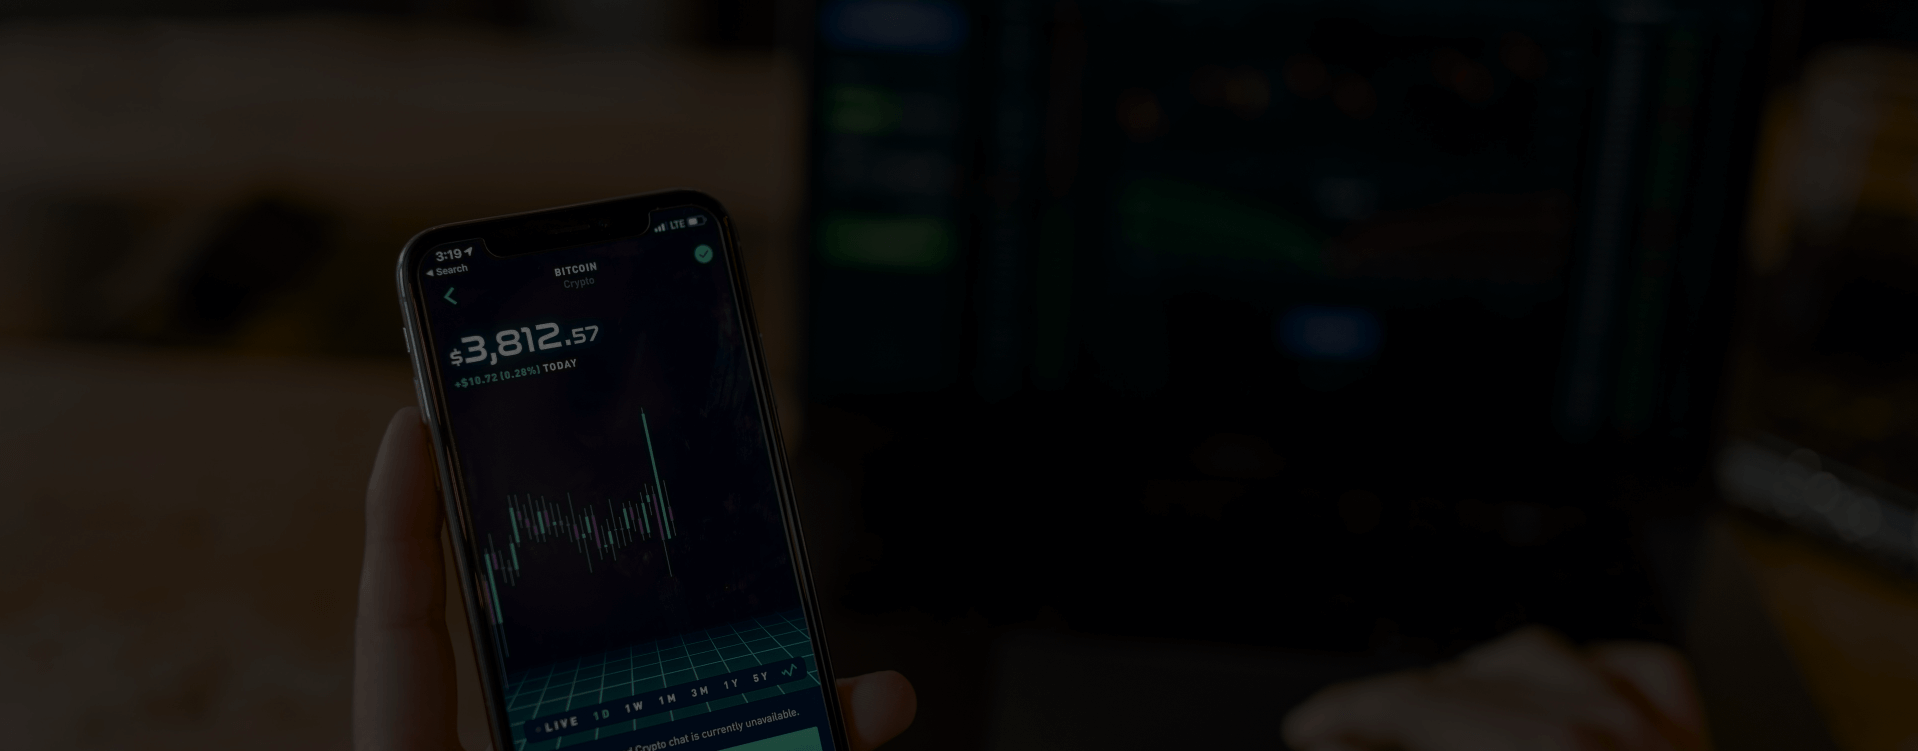 3:19
LTE
Search
BITCOIN
Crypto
$3,812.57
+$10.72 (0.28%) TODAY
LIVE 1D 1W 1M 3M 1Y 5Y
Crypto chat is currently unavailable.